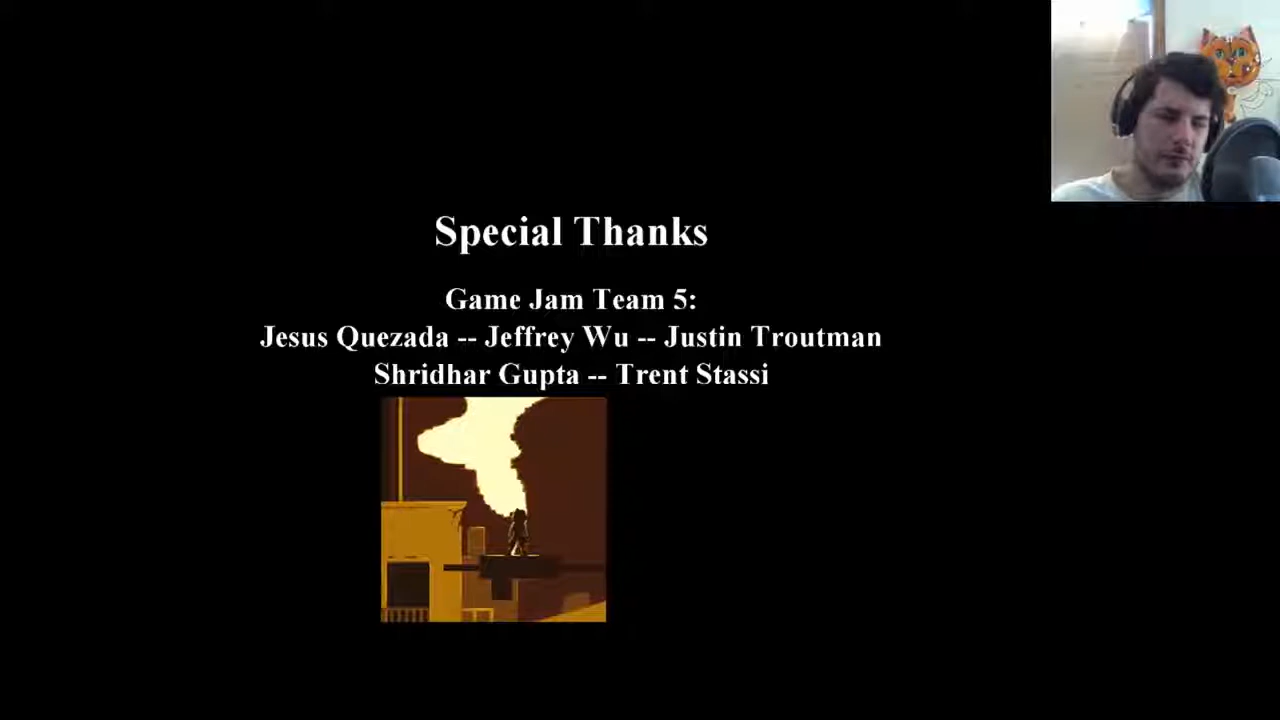 Special Thanks
Game Jam Team 5:
Jesus Quezada -- Jeffrey Wu -- Justin Troutman
Shridhar Gupta -- Trent Stassi